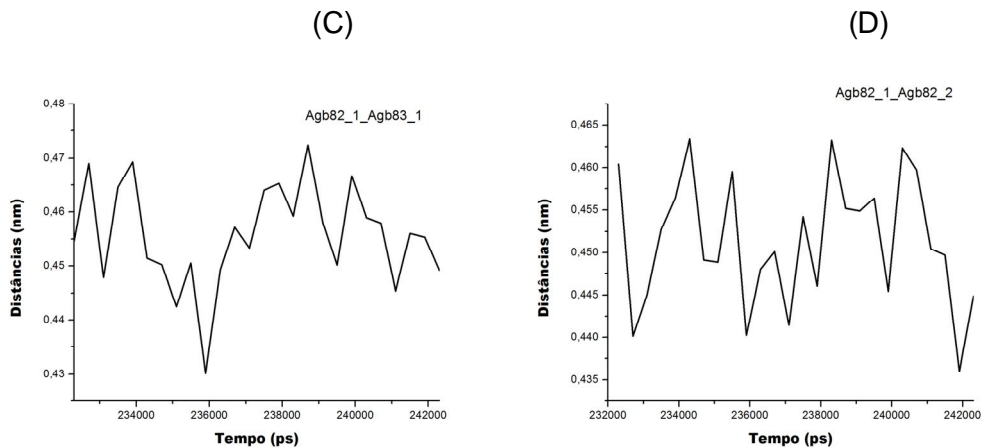 (C)
Agb82_1_Agb83_1
0,48
0,47
0,46
0,45
0,44
0,43
Distâncias (nm)
234000 236000 238000 240000 242000
Tempo (ps)
(D)
Agb82_1_Agb82_2
0,465
0,460
0,455
0,450
0,445
0,440
0,435
Distâncias (nm)
232000 234000 236000 238000 240000 242000
Tempo (ps)